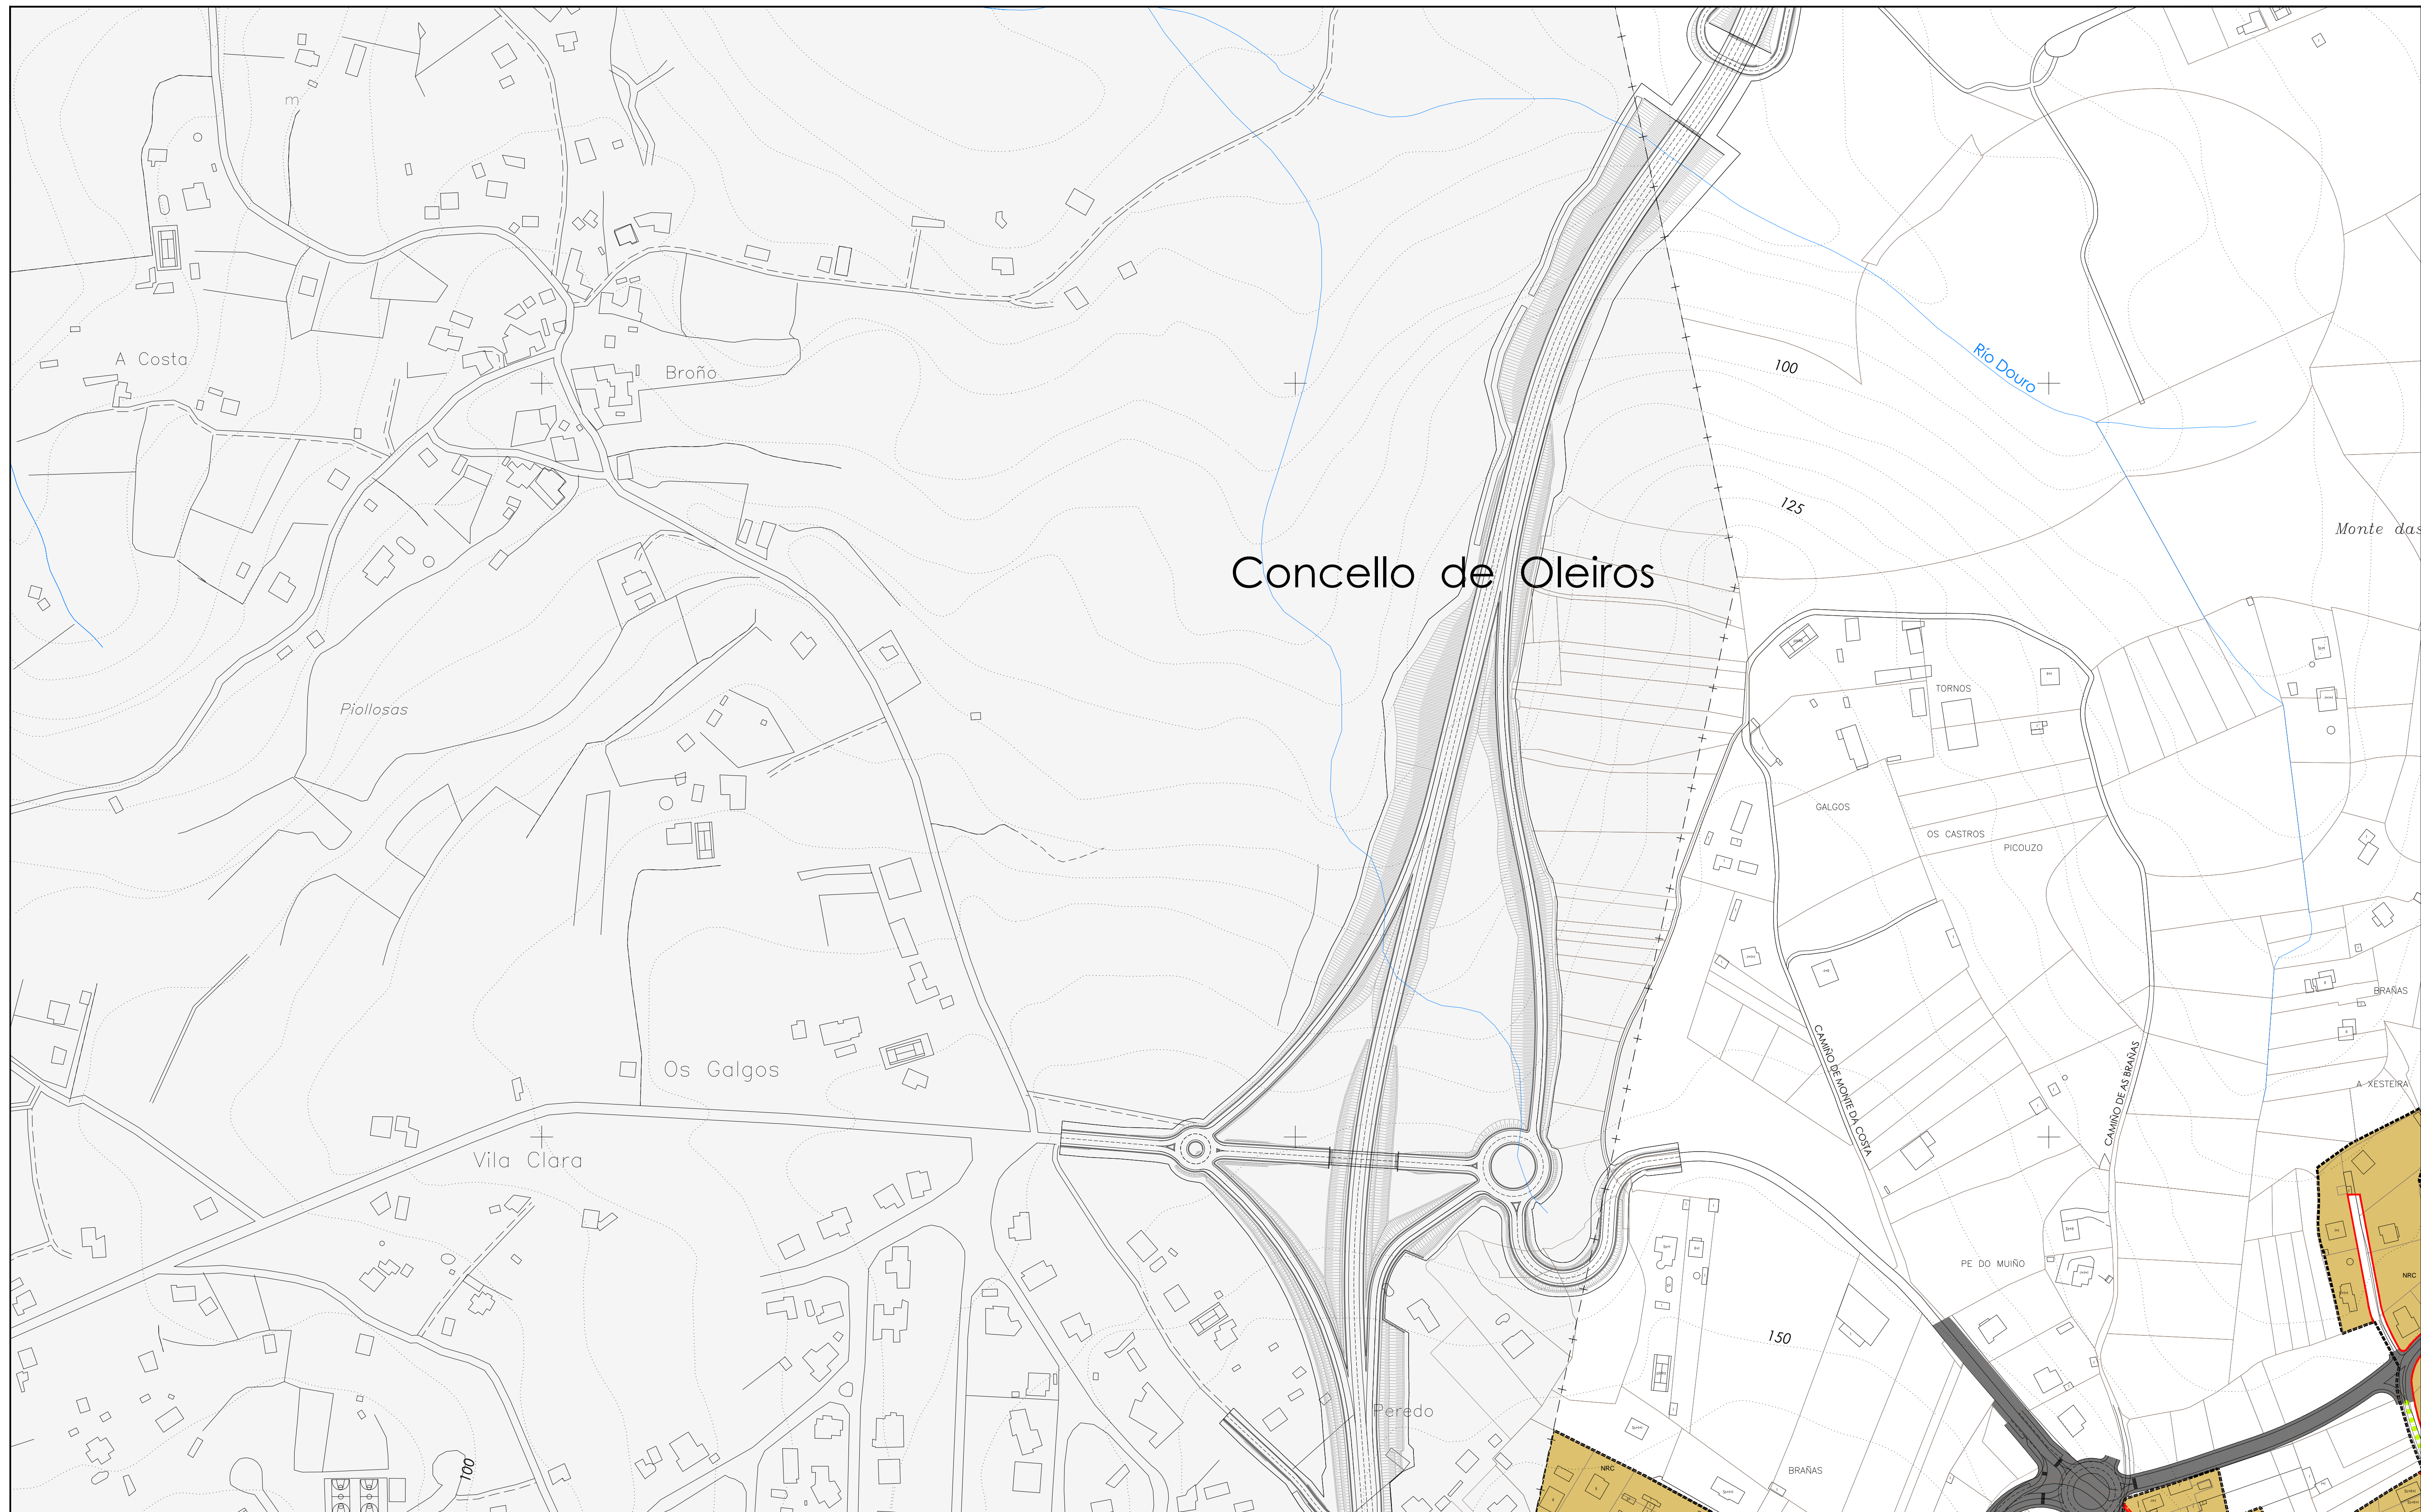 m
A Costa
Broño
100
Río Douro
125
Monte das
Concello de Oleiros
TORNOS
Piollosas
GALGOS
OS CASTROS
PICOUZO
BRAÑAS
CAMIÑO DE MONTE DA COSTA
CAMIÑO DE AS BRAÑAS
Os Galgos
A XESTEIRA
Vila Clara
PE DO MUIÑO
NRC
150
Peredo
100
NRC
BRAÑAS